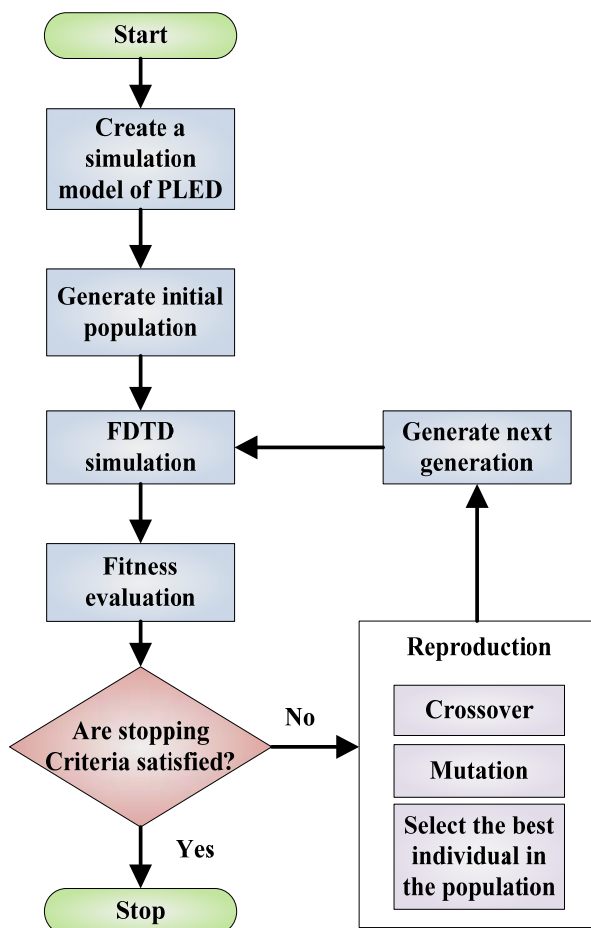 Start
Create a
simulation
model of PLED
Generate initial
population
FDTD
simulation
Generate next
generation
Fitness
evaluation
Reproduction
Crossover
Mutation
Select the best
individual in
the population
Are stopping
Criteria satisfied?
No
Yes
Stop